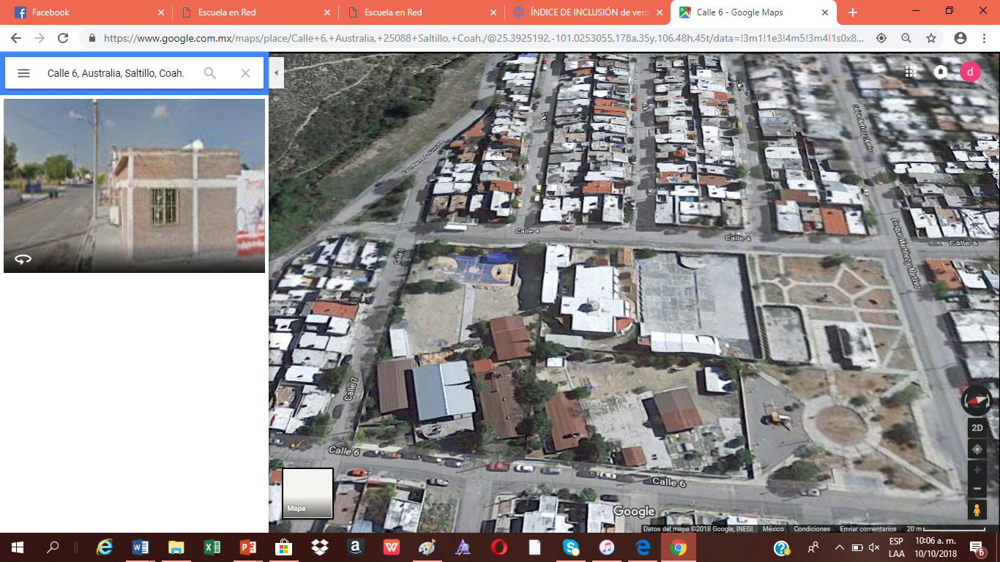 Facebook
Escuela en Red
Escuela en Red
ÍNDICE DE INCLUSIÓN de vero
Calle 6 - Google Maps
https://www.google.com.mx/maps/place/Calle+6,+Australia,+25088+Saltillo,+Coah./@25.3925192,-101.0253055,178a,35y,106.48h,45t/data=!3m1!1e3!4m5!3m4!1s0x8...
Calle 6, Australia, Saltillo, Coah.
d
Calle 4
Calle 4
Calle 4
Calle 7
Enrique Martínez y Martínez
Calle 7
2D
Calle 6
Calle 6
Mapa
Google
Datos del mapa ©2018 Google, INEGI
México
Condiciones
Enviar comentarios
20 m
ESP
LAA
10:06 a. m.
10/10/2018
6